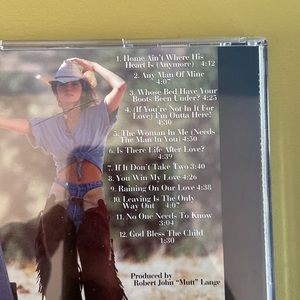 1. Home Ain't Where His
Heart Is (Anymore) 4:12
2. Any Man Of Mine
4:07
3. Whose Bed Have Your
Boots Been Under? 4:25
4. (If You're Not In It For
Love) I'm Outta Here!
4:30
5. The Woman In Me (Needs
The Man In You) 4:50
6. Is There Life After Love?
4:39
7. If It Don't Take Two 3:40
8. You Win My Love 4:26
9. Raining On Our Love 4:38
10. Leaving Is The Only
Way Out 4:07
11. No One Needs To Know
3:04
12. God Bless The Child
1:30
Produced by
Robert John "Mutt" Lange